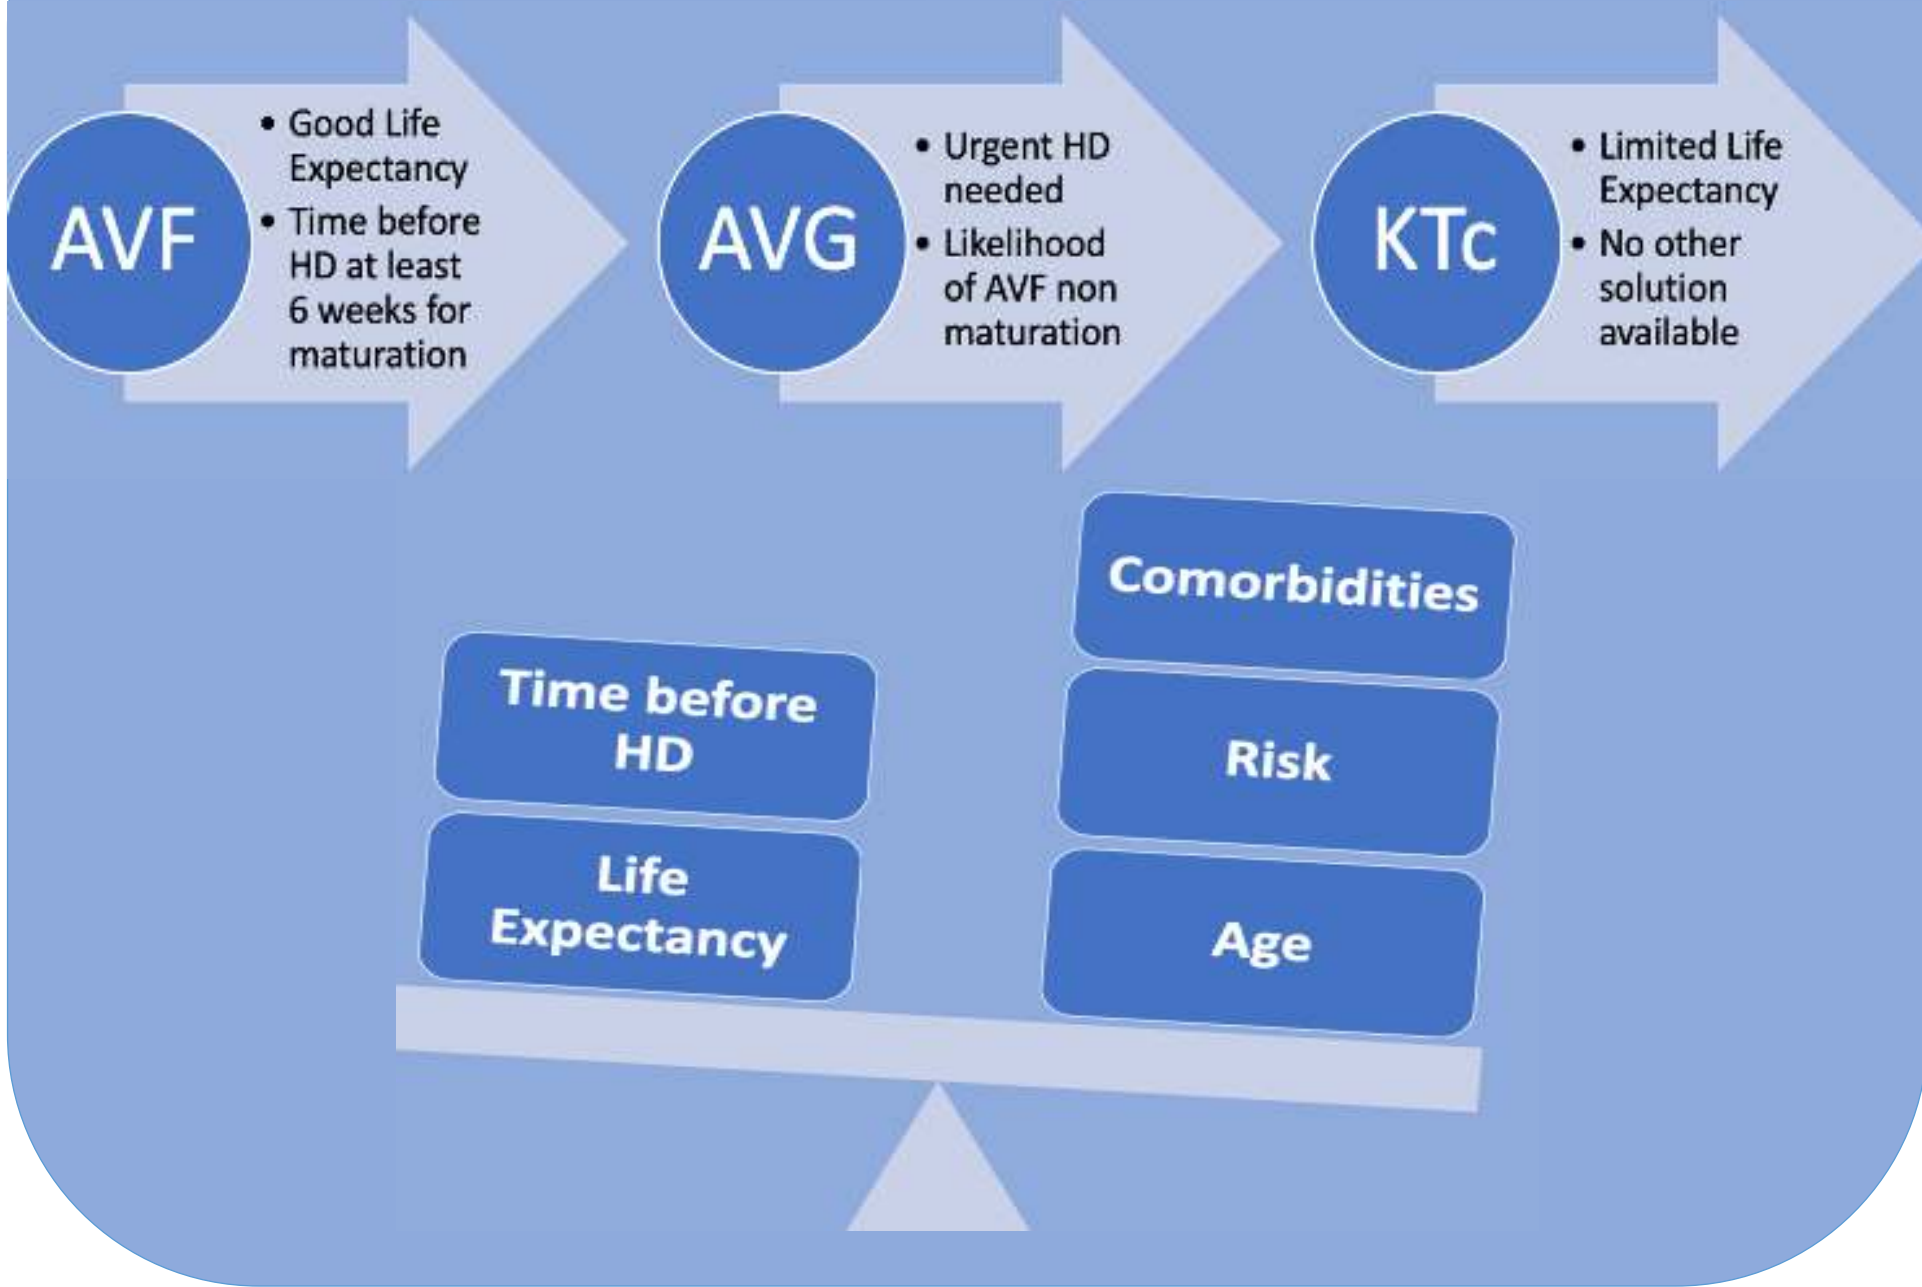 AVF
• Good Life
Expectancy
• Time before
HD at least
6 weeks for
maturation
AVG
• Urgent HD
needed
• Likelihood
of AVF non
maturation
KTc
• Limited Life
Expectancy
• No other
solution
available
Time before
HD
Life
Expectancy
Comorbidities
Risk
Age